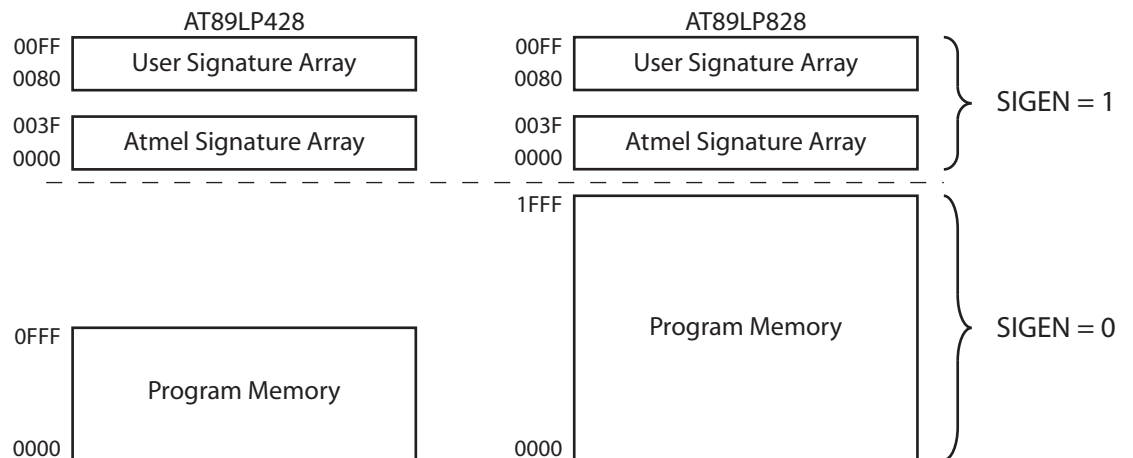 AT89LP428
AT89LP828
00FF
User Signature Array
0080
00FF
User Signature Array
0080
SIGEN = 1
003F
Atmel Signature Array
0000
003F
Atmel Signature Array
0000
1FFF
Program Memory
SIGEN = 0
0FFF
Program Memory
0000
0000